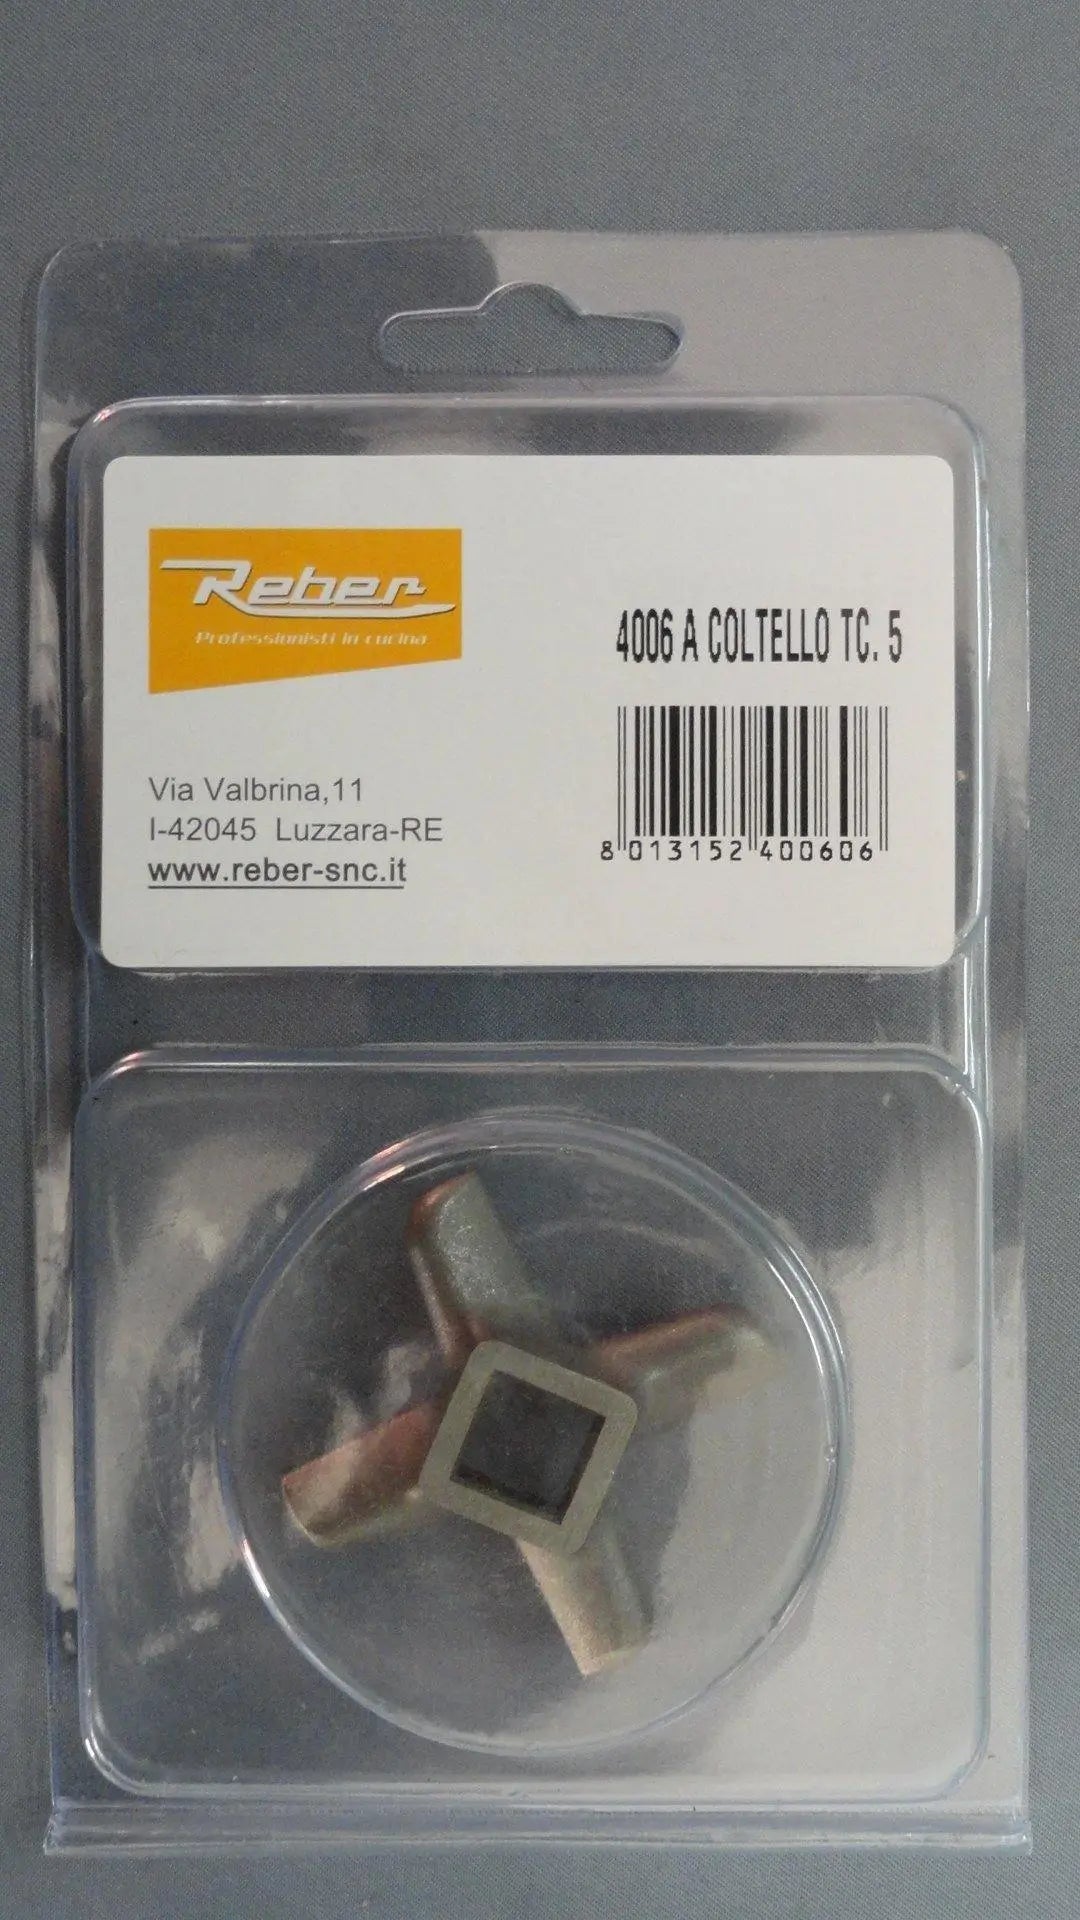 Reber
Professionisti in cucina
4006 A COLTELLO TC. 5
8 013152 400606
Via Valbrina,11
I-42045 Luzzara-RE
www.reber-snc.it